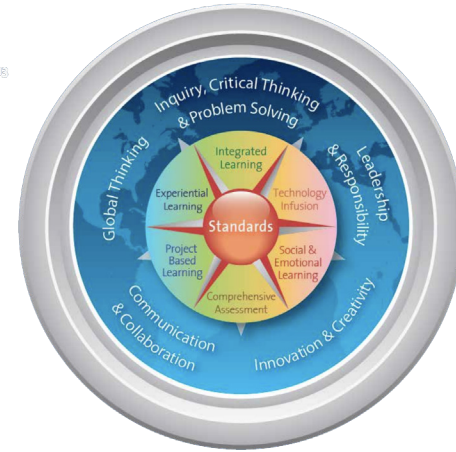 Inquiry, Critical Thinking
& Problem Solving
Leadership
& Responsibility
Innovation & Creativity
Communication
& Collaboration
Global Thinking
Integrated
Learning
Technology
Infusion
Social &
Emotional
Learning
Comprehensive
Assessment
Project
Based
Learning
Experiential
Learning
Standards